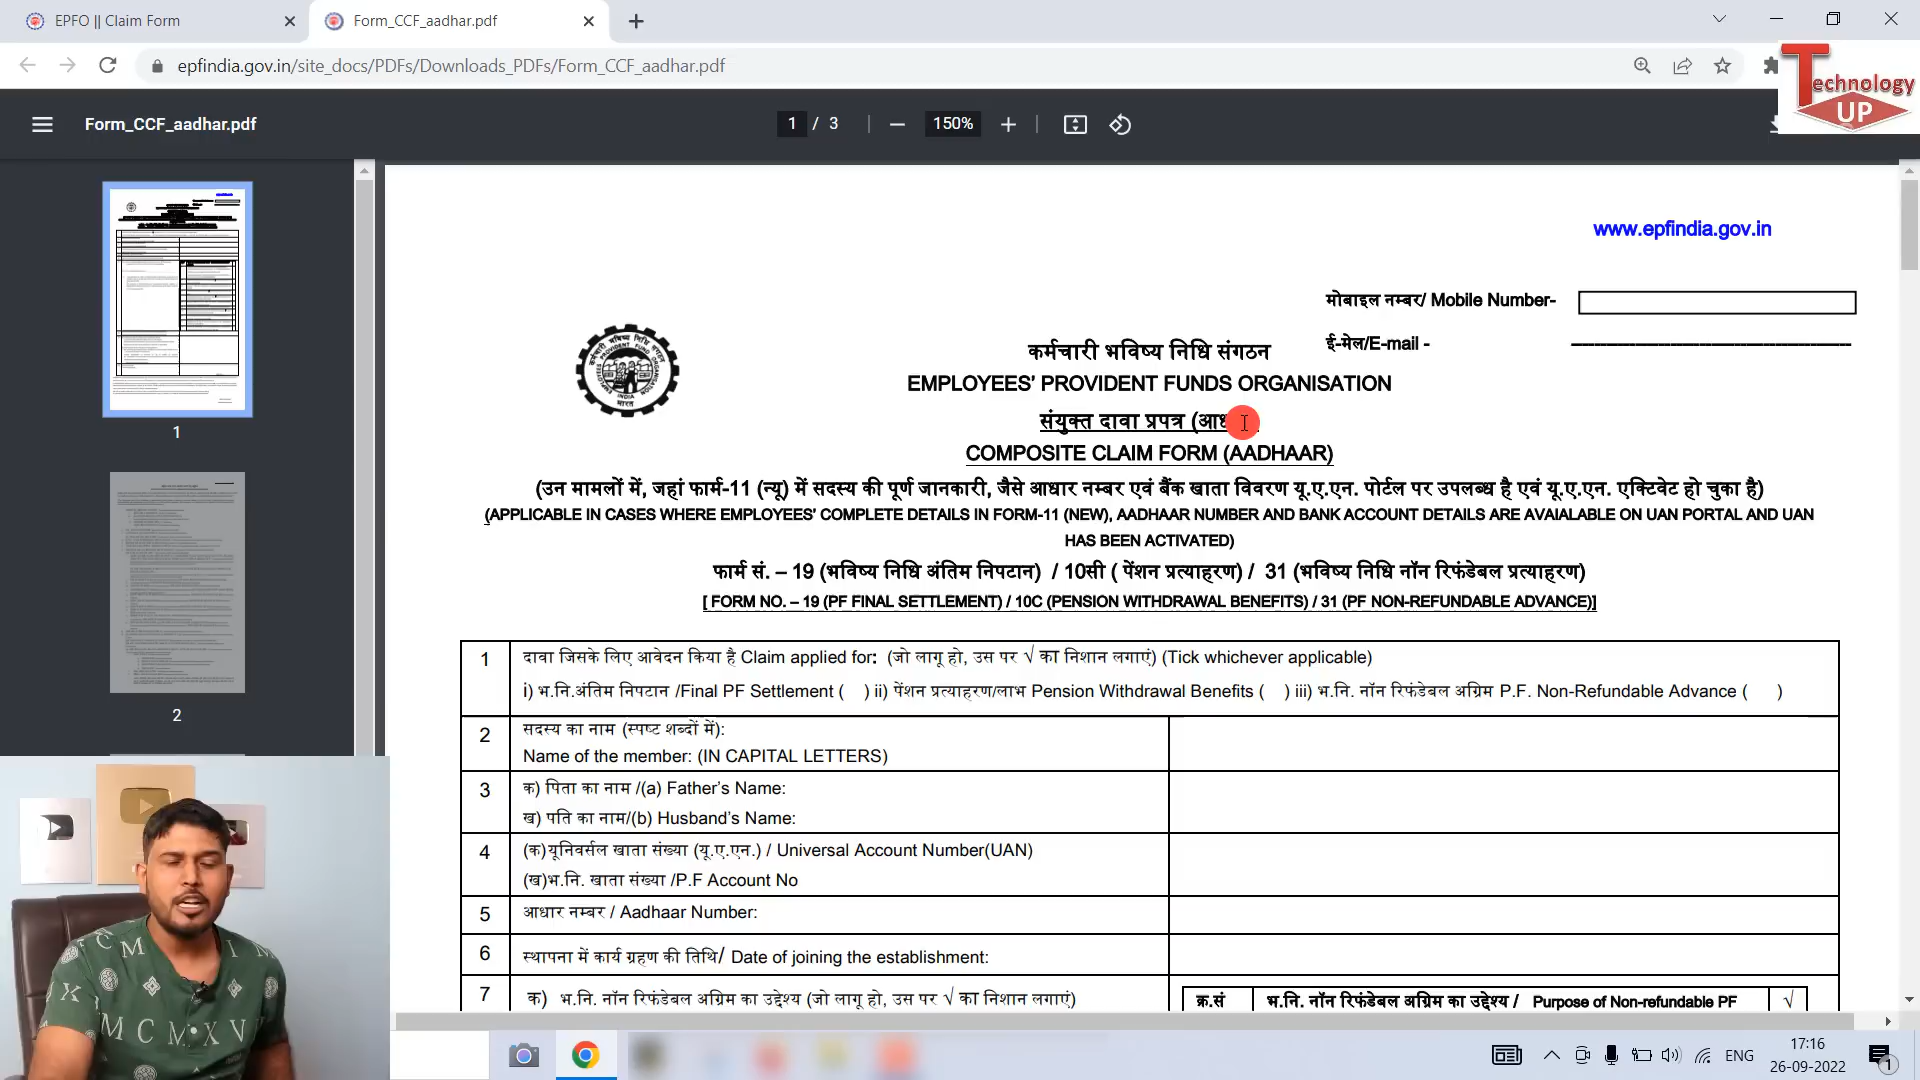 EPFO || Claim Form
Form_CCF_aadhar.pdf
epfindia.gov.in/site_docs/PDFs/Downloads_PDFs/Form_CCF_aadhar.pdf
Technology
UP
Form_CCF_aadhar.pdf
1 / 3
150%
www.epfindia.gov.in
मोबाइल नम्बर/ Mobile Number-
ई-मेल/E-mail -
कर्मचारी भविष्य निधि संगठन
EMPLOYEES' PROVIDENT FUNDS ORGANISATION
संयुक्त दावा प्रपत्र
COMPOSITE CLAIM FORM (AADHAAR)
(उन मामलों में, जहां फार्म-11 (न्यू) में सदस्य की पूर्ण जानकारी, जैसे आधार नम्बर एवं बैंक खाता विवरण यू.ए.एन. पोर्टल पर उपलब्ध है एवं यू.ए.एन. एक्टिवेट हो चुका है)
(APPLICABLE IN CASES WHERE EMPLOYEES' COMPLETE DETAILS IN FORM-11 (NEW), AADHAAR NUMBER AND BANK ACCOUNT DETAILS ARE AVAIALABLE ON UAN PORTAL AND UAN
HAS BEEN ACTIVATED)
फार्म सं. – 19 (भविष्य निधि अंतिम निपटान) / 10सी ( पेंशन प्रत्याहरण) / 31 (भविष्य निधि नॉन रिफंडेबल प्रत्याहरण)
[ FORM NO. – 19 (PF FINAL SETTLEMENT) / 10C (PENSION WITHDRAWAL BENEFITS) / 31 (PF NON-REFUNDABLE ADVANCE)]
1 दावा जिसके लिए आवेदन किया है Claim applied for: (जो लागू हो, उस पर √ का निशान लगाएं) (Tick whichever applicable)
i) भ.नि.अंतिम निपटान /Final PF Settlement ( ) ii) पेंशन प्रत्याहरण/लाभ Pension Withdrawal Benefits ( ) iii) भ.नि. नॉन रिफंडेबल अग्रिम P.F. Non-Refundable Advance ( )
2 सदस्य का नाम (स्पष्ट शब्दों में):
Name of the member: (IN CAPITAL LETTERS)
3 क) पिता का नाम /(a) Father's Name:
ख) पति का नाम/(b) Husband's Name:
4 (क)यूनिवर्सल खाता संख्या (यू.ए.एन.) / Universal Account Number(UAN)
(ख)भ.नि. खाता संख्या /P.F Account No
5 आधार नम्बर / Aadhaar Number:
6 स्थापना में कार्य ग्रहण की तिथि/ Date of joining the establishment:
7 क) भ.नि. नॉन रिफंडेबल अग्रिम का उद्देश्य (जो लागू हो, उस पर √ का निशान लगाएं)
क्र.सं भ.नि. नॉन रिफंडेबल अग्रिम का उद्देश्य / Purpose of Non-refundable PF √
1
2
ENG
17:16
26-09-2022
1